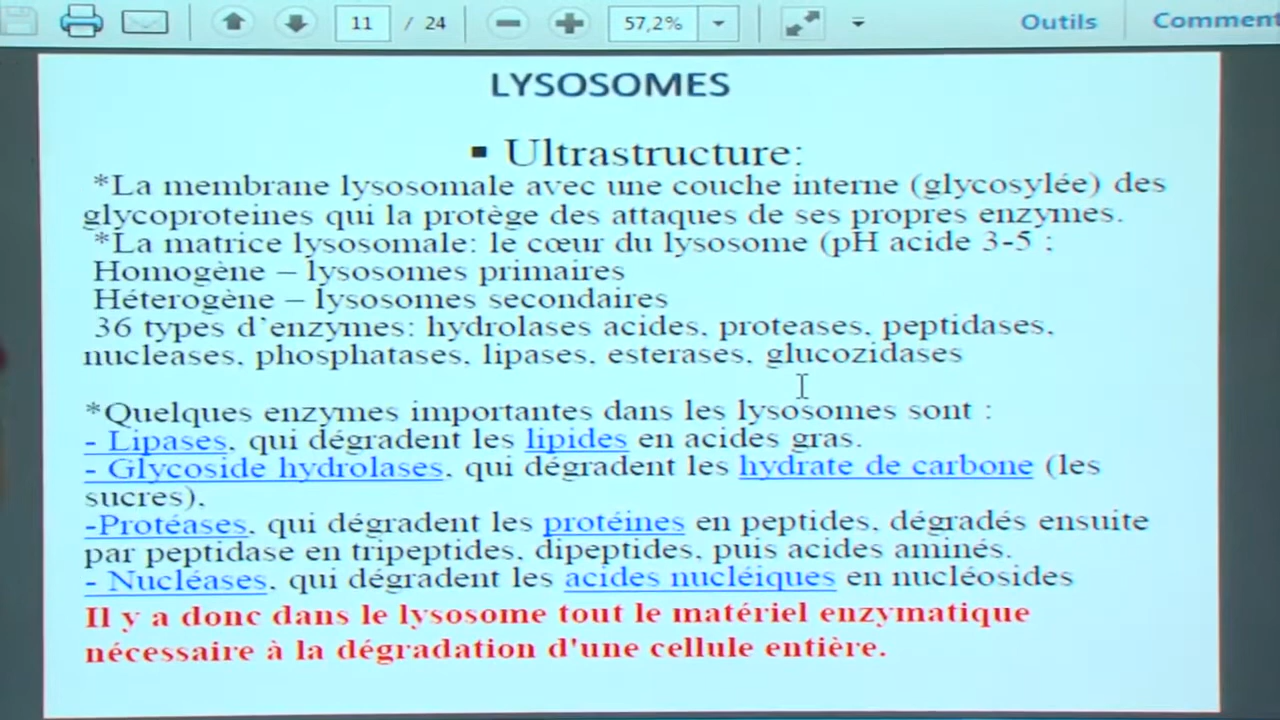 11 / 24
57,2%
Outils
Comment
LYSOSOMES
▪ Ultrastructure:
*La membrane lysosomale avec une couche interne (glycosylée) des
glycoproteines qui la protège des attaques de ses propres enzymes.
*La matrice lysosomale: le cœur du lysosome (pH acide 3-5 :
Homogène – lysosomes primaires
Hétérogène – lysosomes secondaires
36 types d'enzymes: hydrolases acides, proteases, peptidases,
nucleases, phosphatases, lipases, esterases, glucozidases
*Quelques enzymes importantes dans les lysosomes sont :
- Lipases, qui dégradent les lipides en acides gras.
- Glycoside hydrolases, qui dégradent les hydrate de carbone (les
sucres),
-Protéases, qui dégradent les protéines en peptides, dégradés ensuite
par peptidase en tripeptides, dipeptides, puis acides aminés.
- Nucléases, qui dégradent les acides nucléiques en nucléosides
Il y a donc dans le lysosome tout le matériel enzymatique
nécessaire à la dégradation d'une cellule entière.